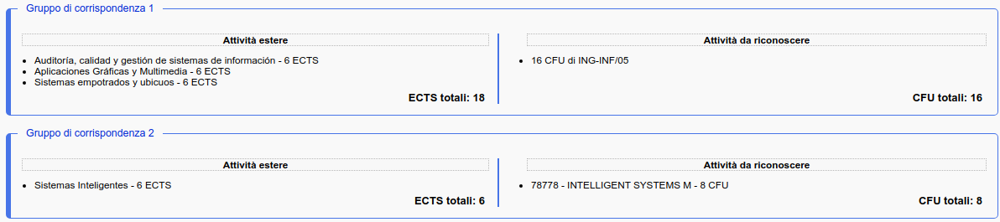 Gruppo di corrispondenza 1
Attività estere
Auditoría, calidad y gestión de sistemas de información - 6 ECTS
Aplicaciones Gráficas y Multimedia - 6 ECTS
Sistemas empotrados y ubicuos - 6 ECTS
ECTS totali: 18
Attività da riconoscere
16 CFU di ING-INF/05
CFU totali: 16
Gruppo di corrispondenza 2
Attività estere
Sistemas Inteligentes - 6 ECTS
ECTS totali: 6
Attività da riconoscere
78778 - INTELLIGENT SYSTEMS M - 8 CFU
CFU totali: 8